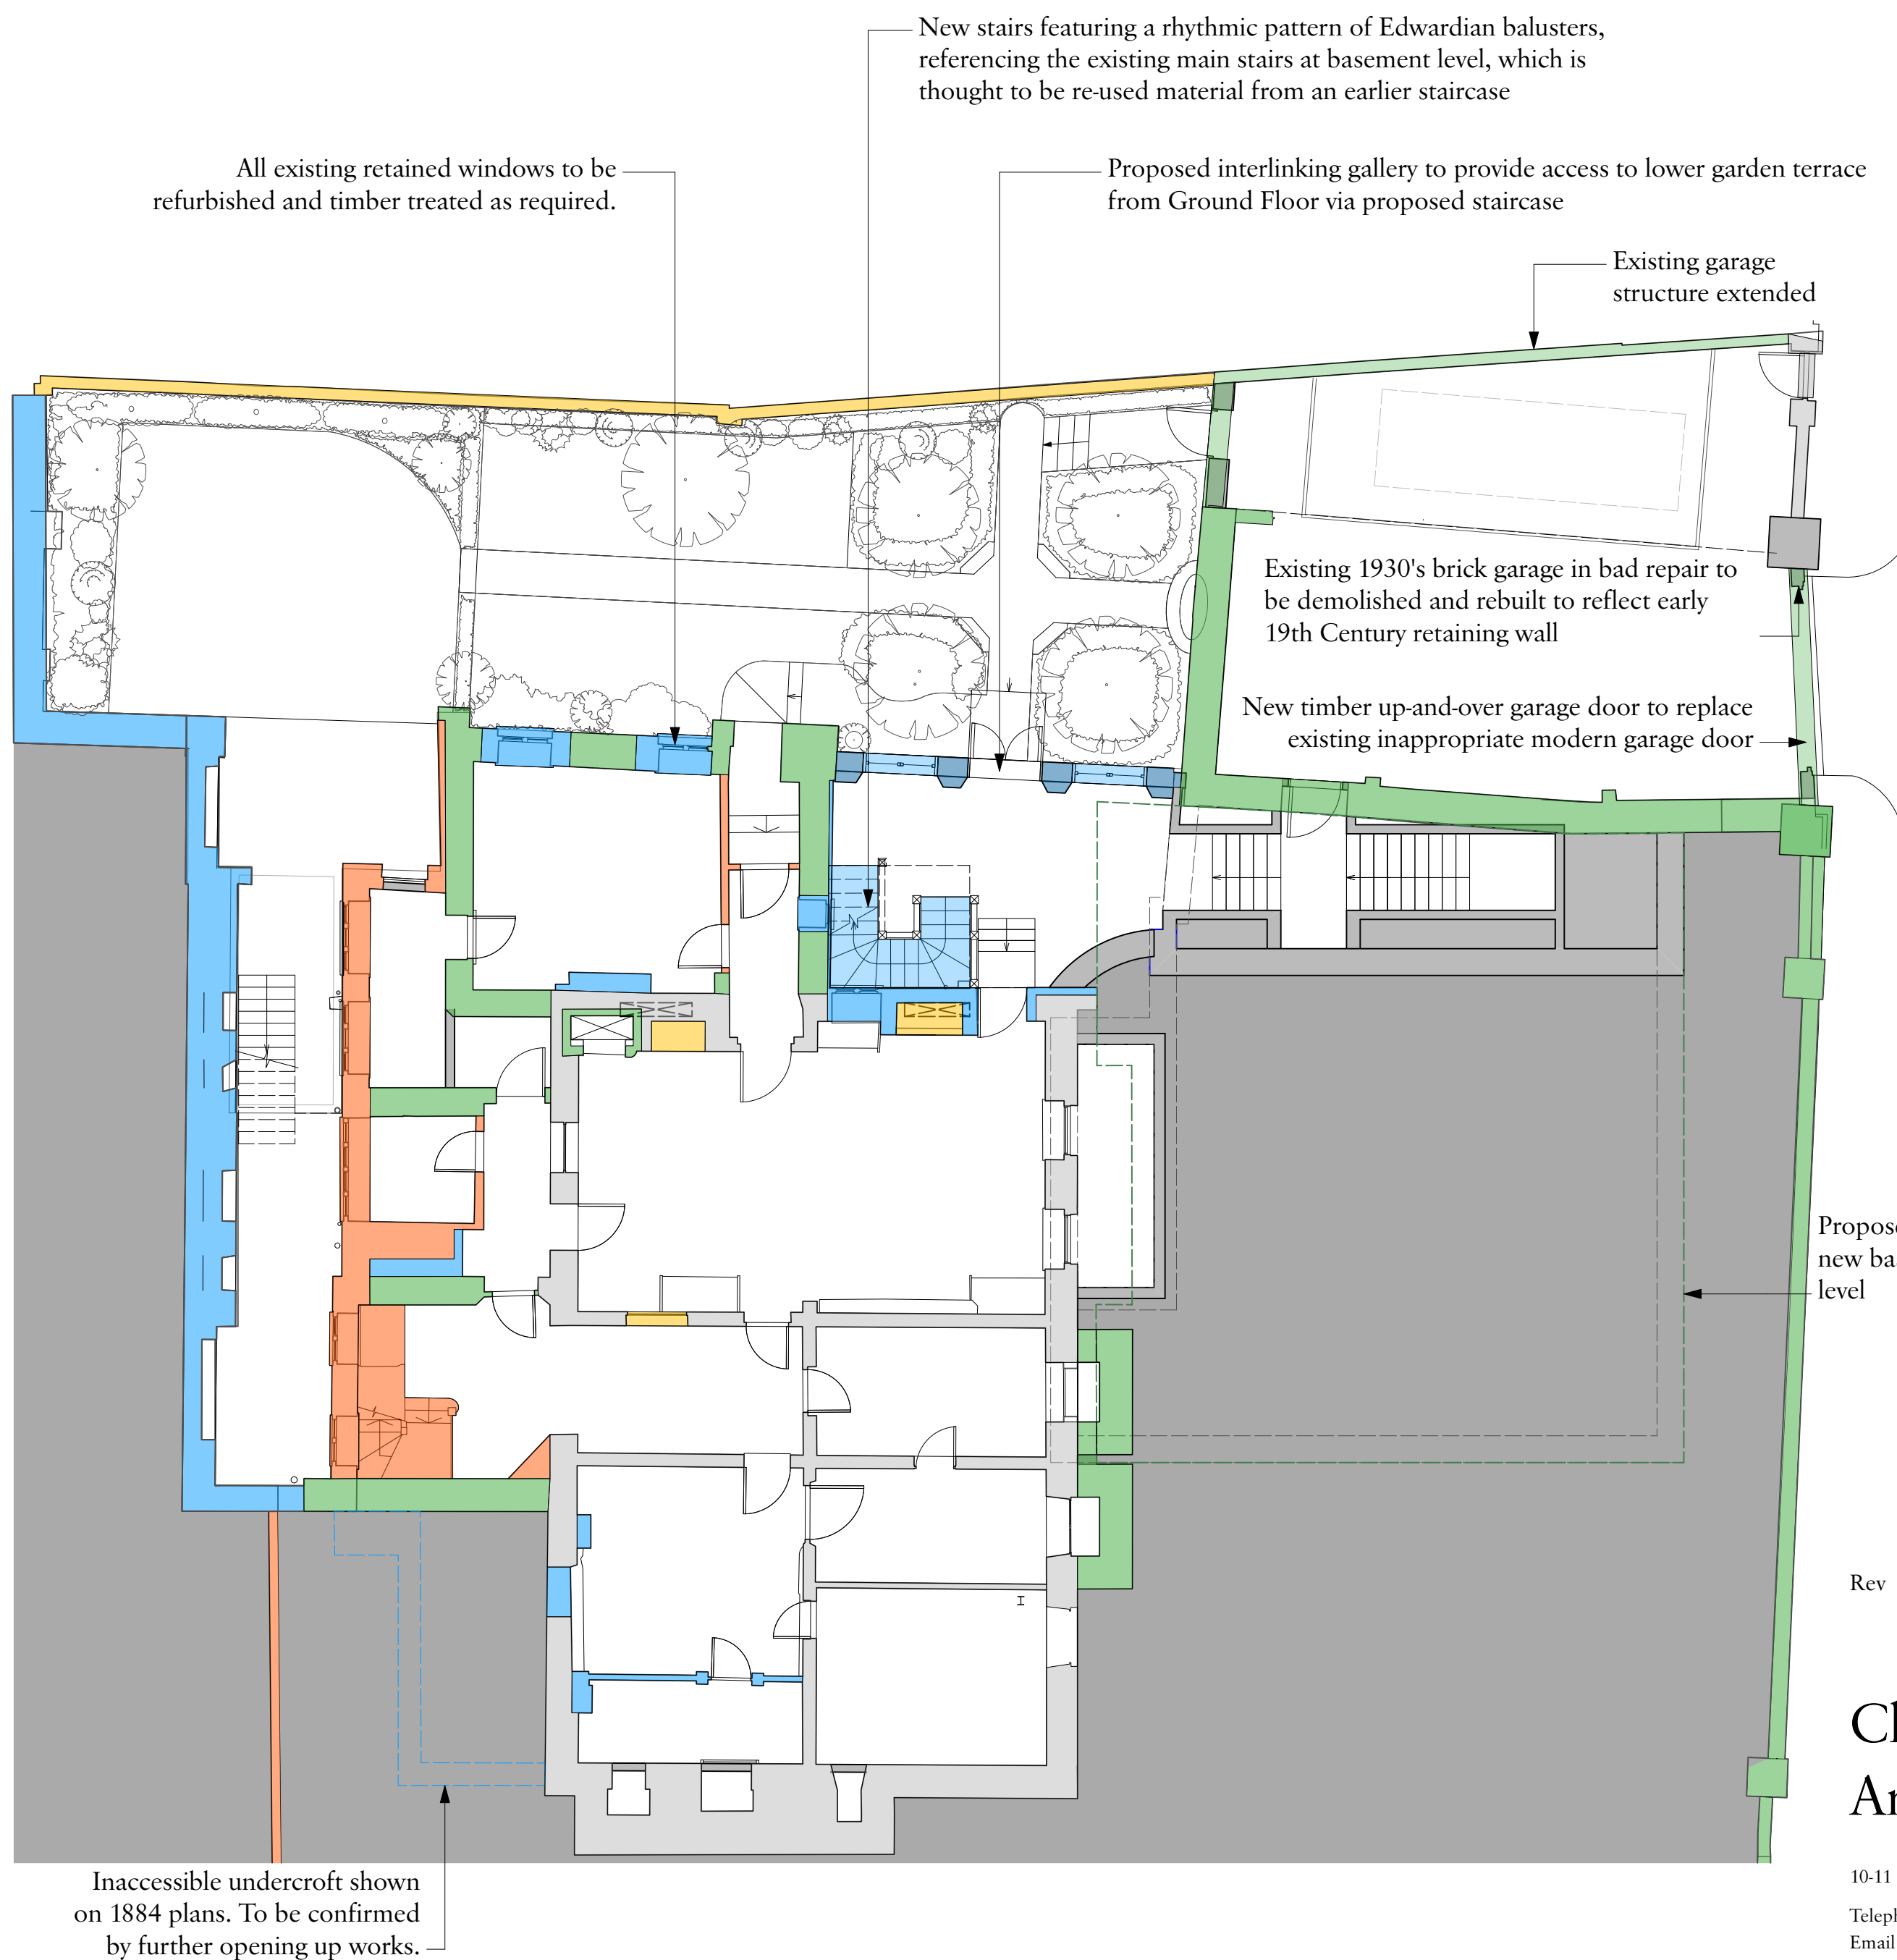 New stairs featuring a rhythmic pattern of Edwardian balusters,
referencing the existing main stairs at basement level, which is
thought to be re-used material from an earlier staircase
All existing retained windows to be
refurbished and timber treated as required.
Proposed interlinking gallery to provide access to lower garden terrace
from Ground Floor via proposed staircase
Existing garage
structure extended
Existing 1930's brick garage in bad repair to
be demolished and rebuilt to reflect early
19th Century retaining wall
New timber up-and-over garage door to replace
existing inappropriate modern garage door
new
level
Rev
10-11
Email
Inaccessible undercroft shown
on 1884 plans. To be confirmed
by further opening up works.